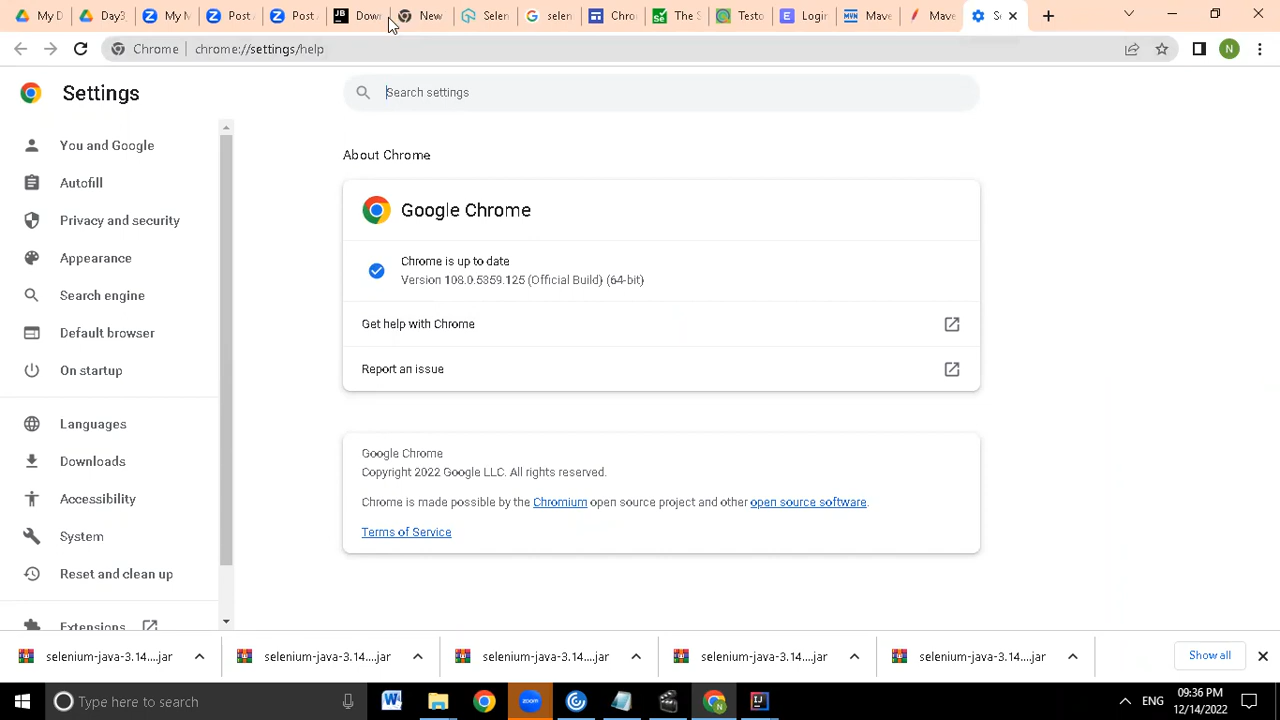 My D
Day3
My M
Post
Post
Dow
New
Selen
selen
Chro
The S
Testo
Login
Mave
Mave
Se
Chrome
chrome://settings/help
Settings
Search settings
You and Google
Autofill
Privacy and security
Appearance
Search engine
Default browser
On startup
Languages
Downloads
Accessibility
System
Reset and clean up
Extensions
About Chrome
Google Chrome
Chrome is up to date
Version 108.0.5359.125 (Official Build) (64-bit)
Get help with Chrome
Report an issue
Google Chrome
Copyright 2022 Google LLC. All rights reserved.
Chrome is made possible by the Chromium open source project and other open source software.
Terms of Service
selenium-java-3.14....jar
selenium-java-3.14....jar
selenium-java-3.14....jar
selenium-java-3.14....jar
selenium-java-3.14....jar
Show all
Type here to search
zoom
ENG
09:36 PM
12/14/2022